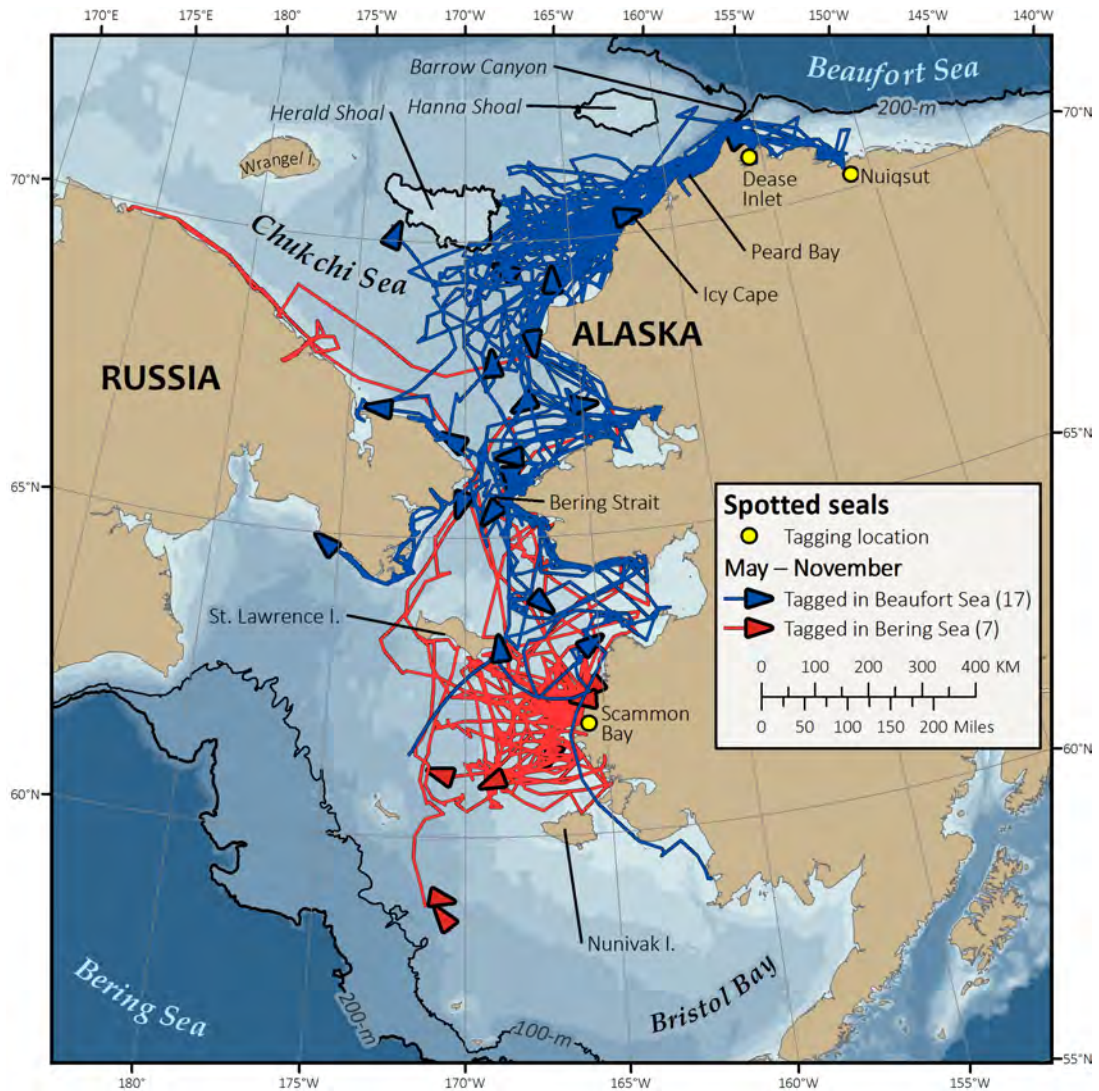 170°E
175°E
180°
175°W
170°W
165°W
160°W
155°W
150°W
145°W
140°W
Barrow Canyon
Beaufort Sea
Hanna Shoal
200-m
Herald Shoal
70°N
Wrangel I.
70°N
Dease
Inlet
Nuiqsut
Chukchi Sea
Peard Bay
Icy Cape
ALASKA
RUSSIA
65°N
65°N
Bering Strait
Spotted seals
Tagging location
May – November
Tagged in Beaufort Sea (17)
Tagged in Bering Sea (7)
0 100 200 300 400 KM
0 50 100 150 200 Miles
St. Lawrence I.
Scammon
Bay
60°N
60°N
Nunivak I.
Bering Sea
200-m
100-m
Bristol Bay
55°N
180°
175°W
170°W
165°W
160°W
155°W